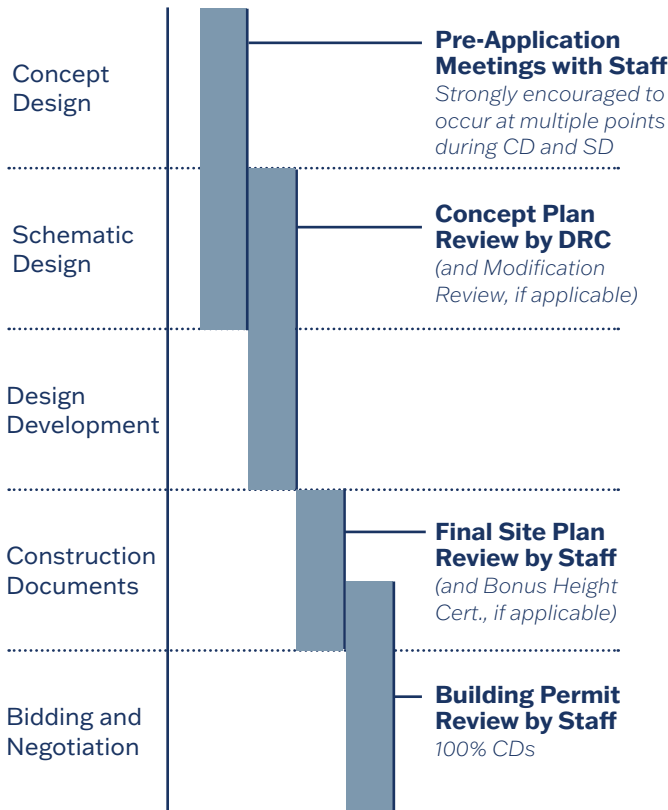 Concept
Design
Pre-Application
Meetings with Staff
Strongly encouraged to
occur at multiple points
during CD and SD
Schematic
Design
Concept Plan
Review by DRC
(and Modification
Review, if applicable)
Design
Development
Construction
Documents
Final Site Plan
Review by Staff
(and Bonus Height
Cert., if applicable)
Bidding and
Negotiation
Building Permit
Review by Staff
100% CDs